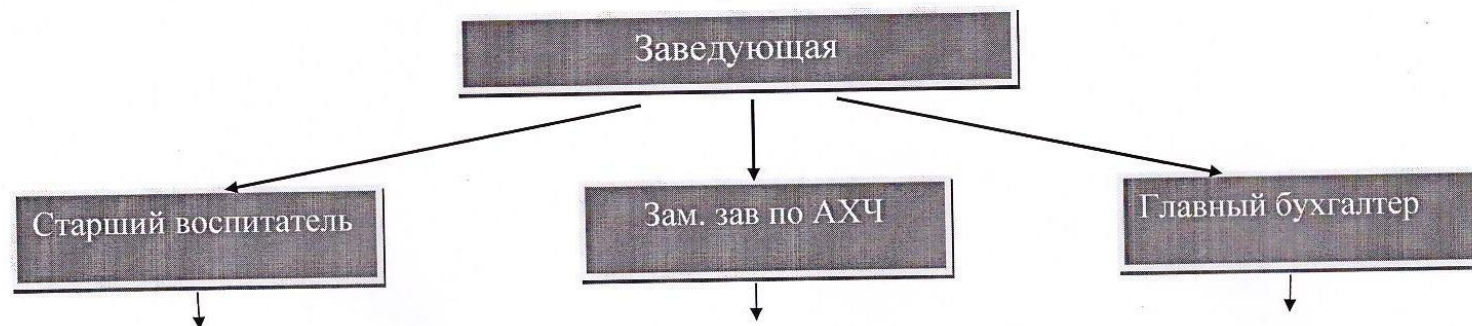 Заведующая
Старший воспитатель
Зам. зав по АХЧ
Главный бухгалтер